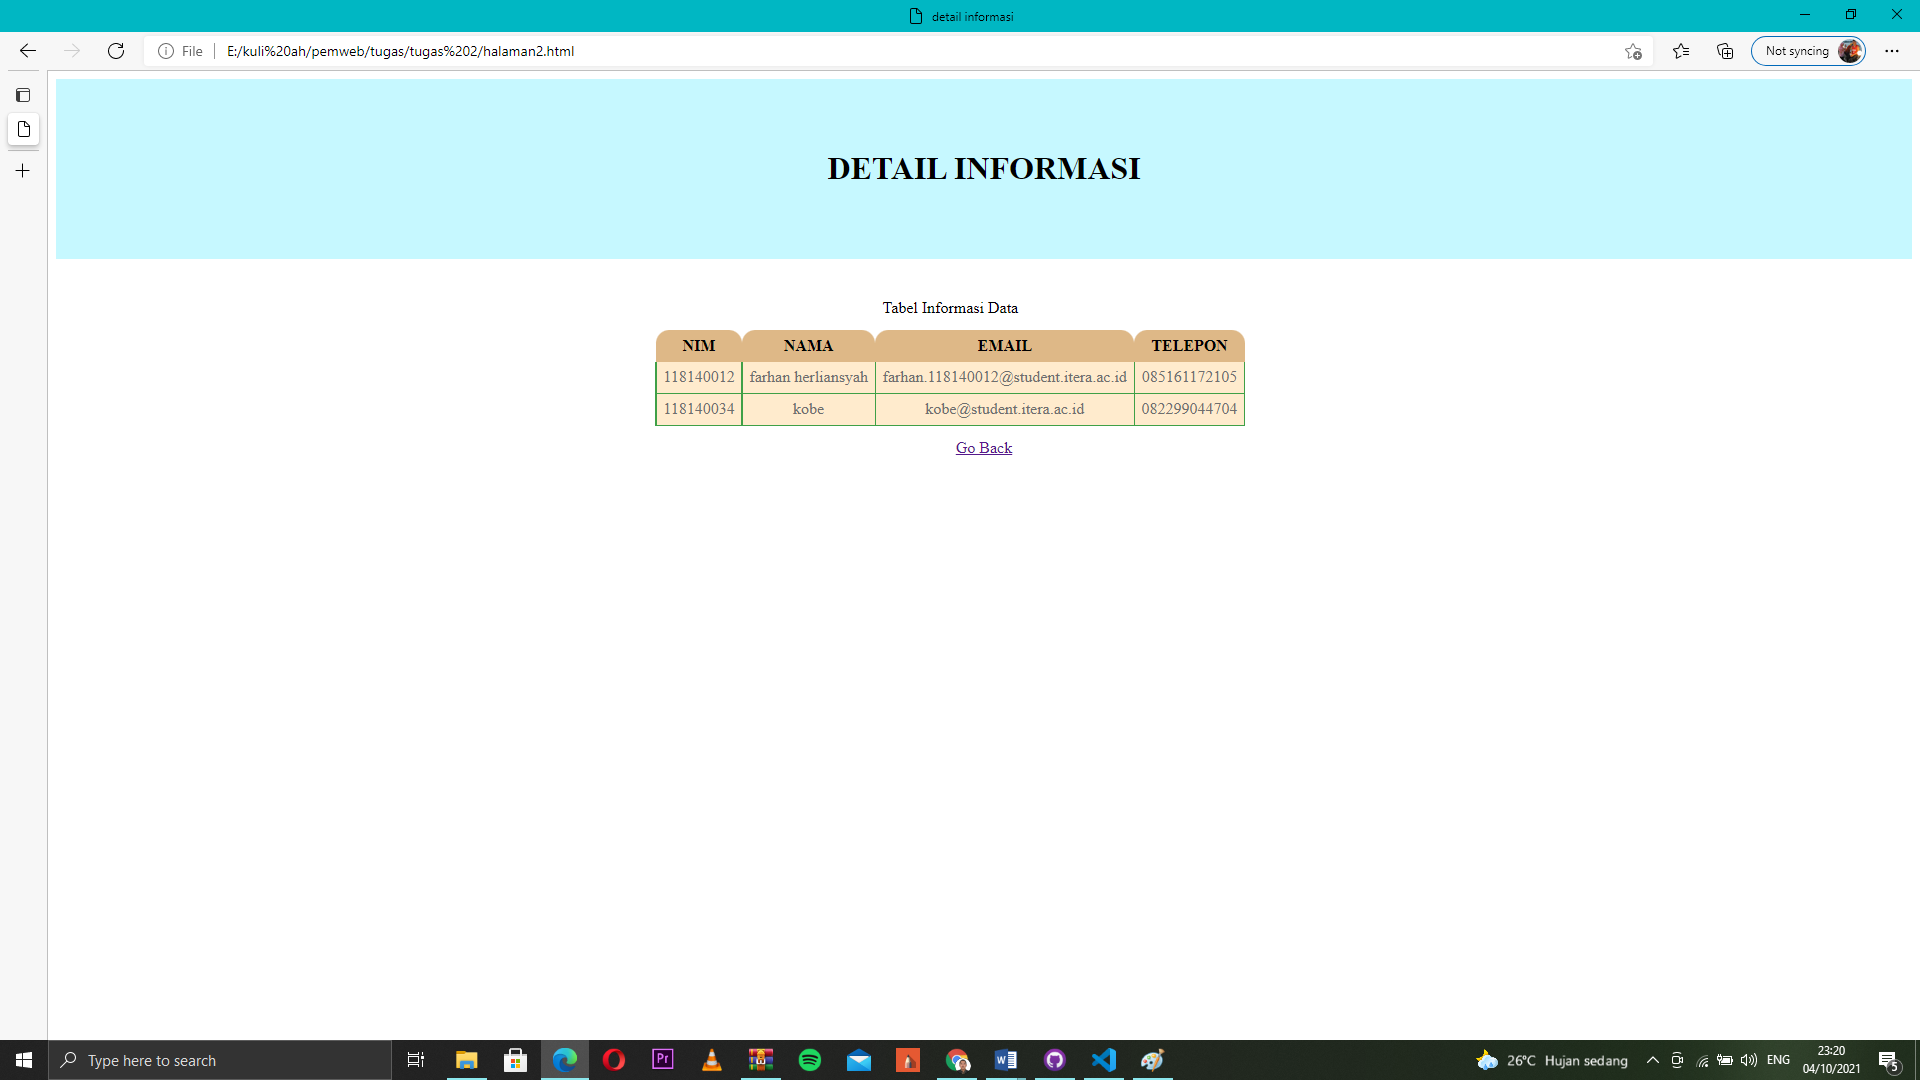 detail informasi
File E:/kuli%20ah/pemweb/tugas/tugas%202/halaman2.html Not syncing
DETAIL INFORMASI
Tabel Informasi Data
NIM NAMA EMAIL TELEPON
118140012 farhan herliansyah farhan.118140012@student.itera.ac.id 085161172105
118140034 kobe kobe@student.itera.ac.id 082299044704
Go Back
Type here to search Pr 26°C Hujan sedang ENG 23:20
04/10/2021 5